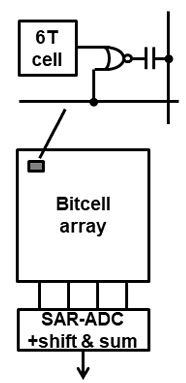 6T
cell
Bitcell
array
SAR-ADC
+shift & sum